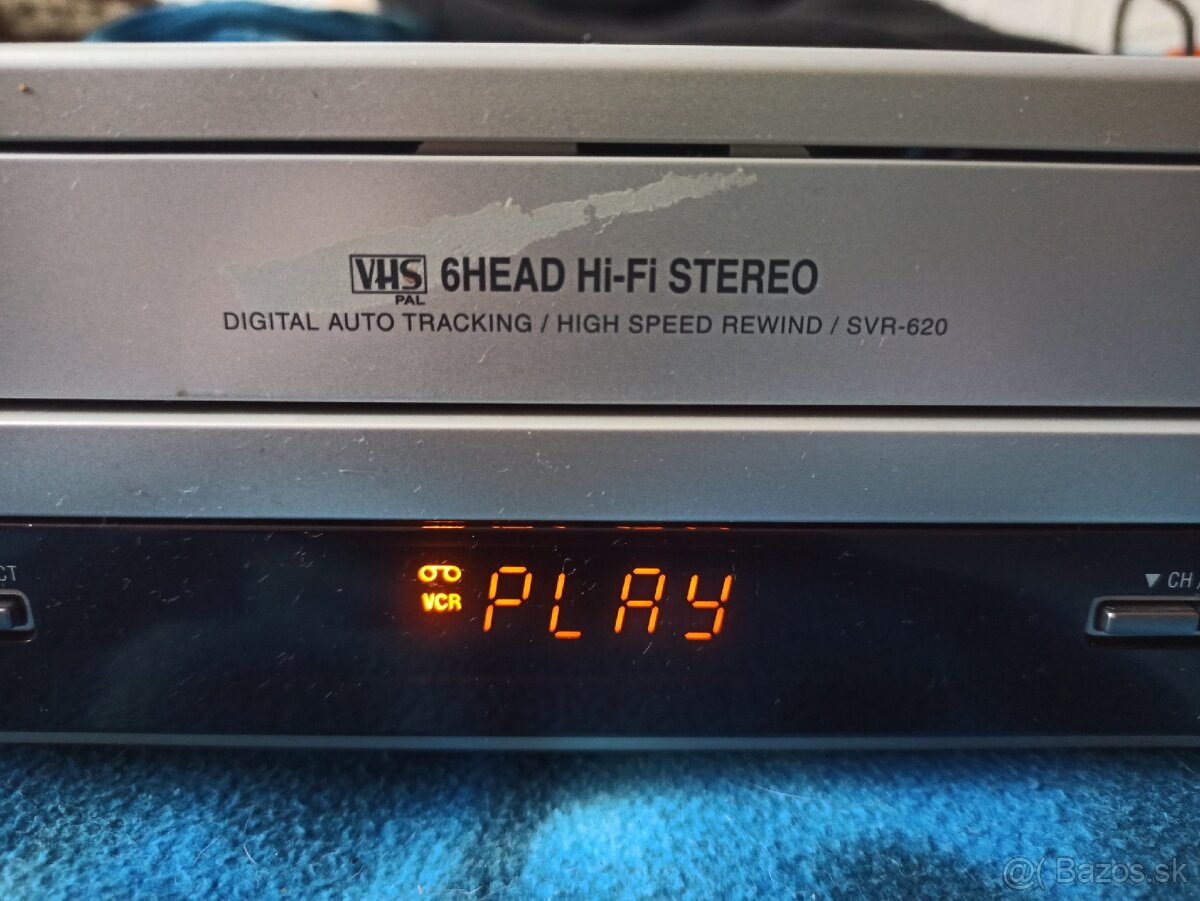 VHS 6HEAD Hi-Fi STEREO
PAL
DIGITAL AUTO TRACKING / HIGH SPEED REWIND / SVR-620
CT
▼ CH
VCR PLAY
@( Bazos.sk